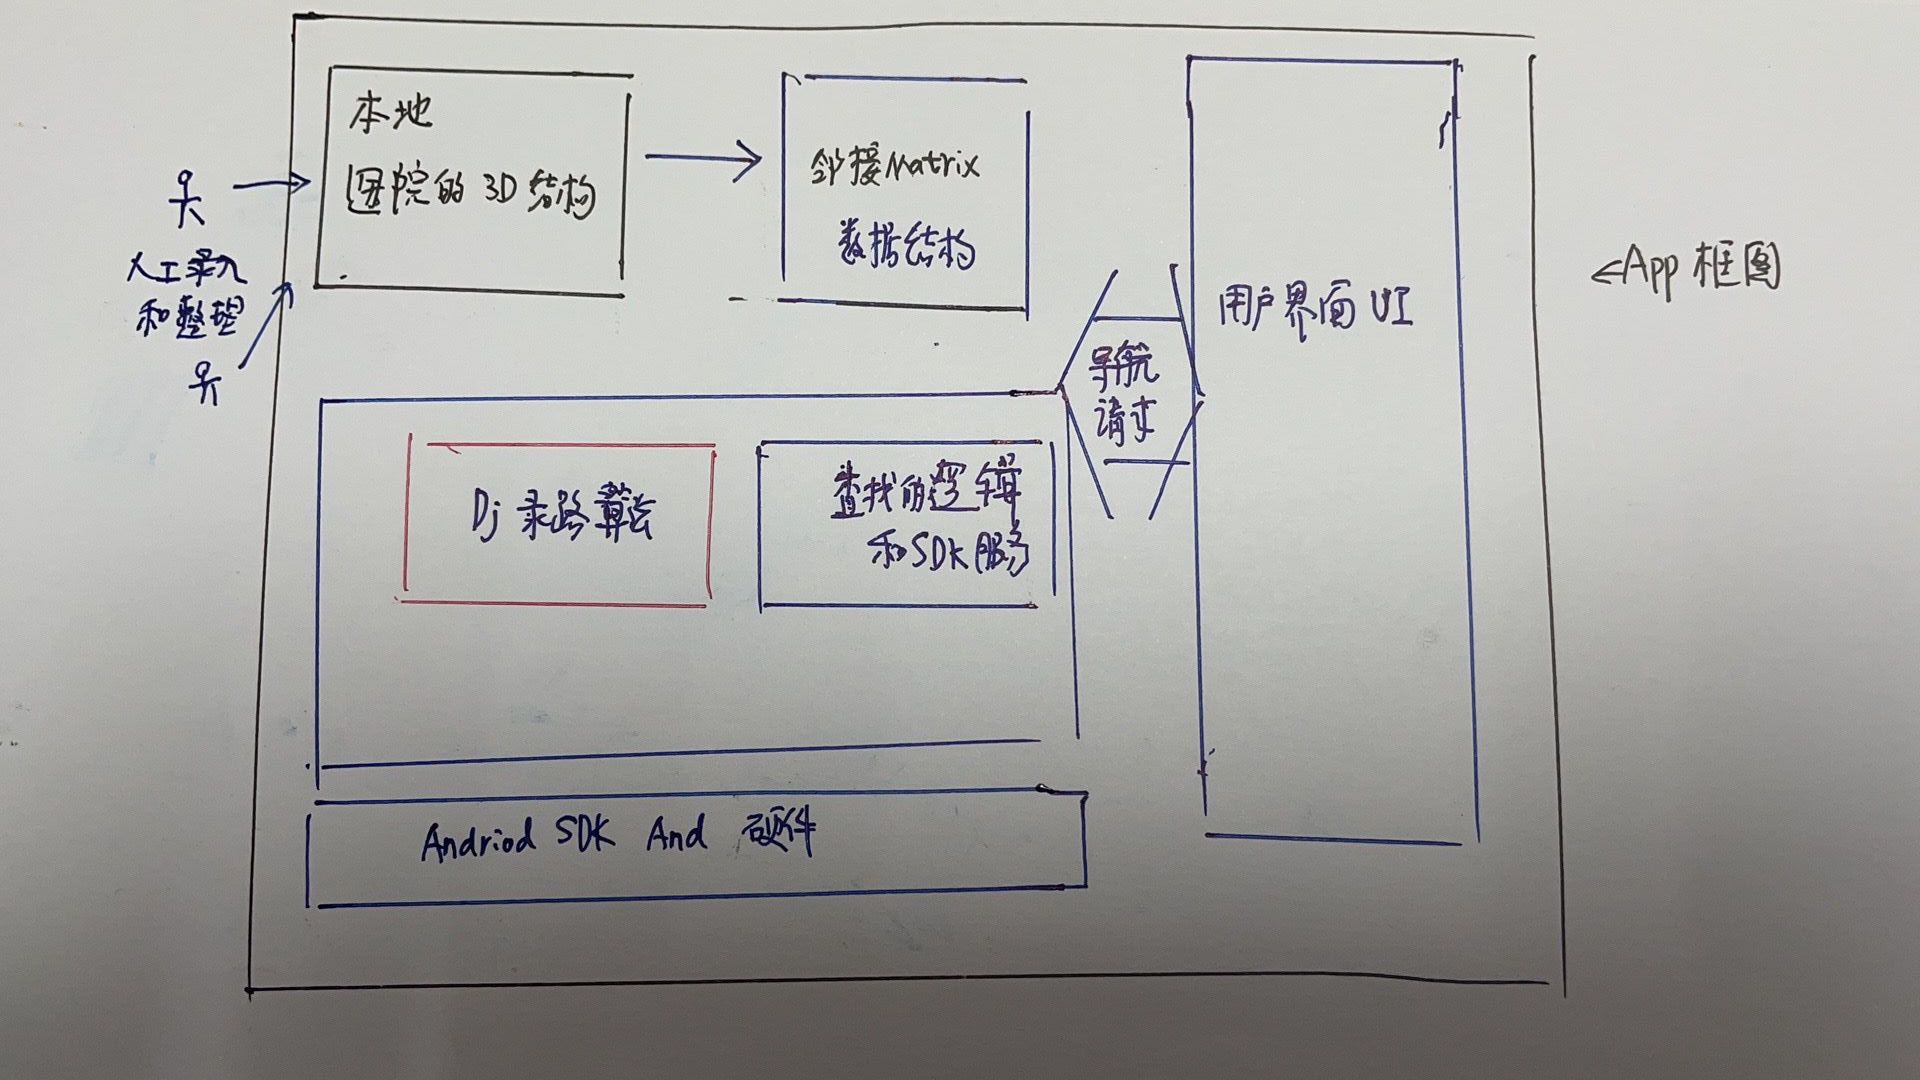 本地
医院的 3D 结构
邻接Matrix
数据结构
人工录入
和整理
用户界面 UI
←App 框图
导航
请求
Dj 寻路算法
查找的逻辑
和SDK服务
Andriod SDK And 硬件